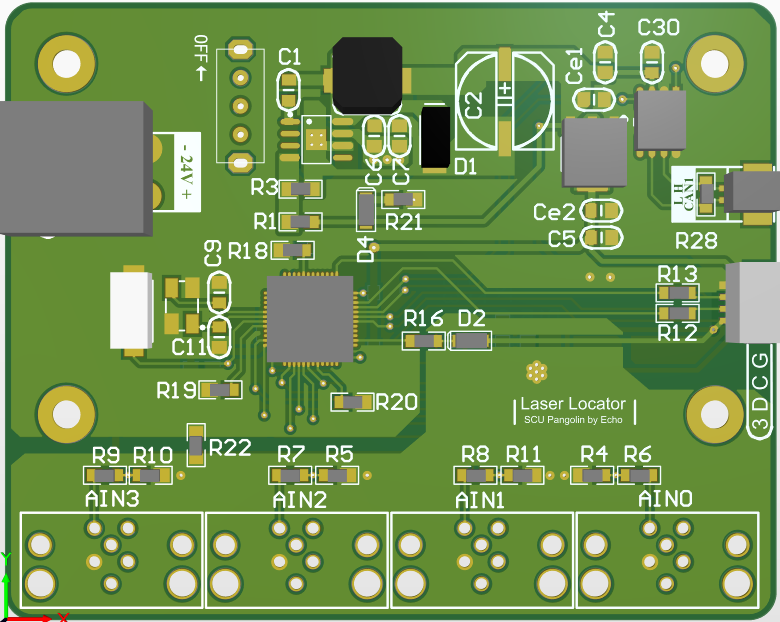 OFF←
C1
C4
C30
Ce1
C2
+
- 24V +
C6
C7
D1
L H
CAN1
R3
R1
D4
R21
Ce2
C5
R28
R18
C9
C11
R13
R12
R16
D2
3DCG
R19
R20
Laser Locator
SCU Pangolin by Echo
R22
R9
R10
R7
R5
R8
R11
R4
R6
AIN3
AIN2
AIN1
AIN0
Y
X